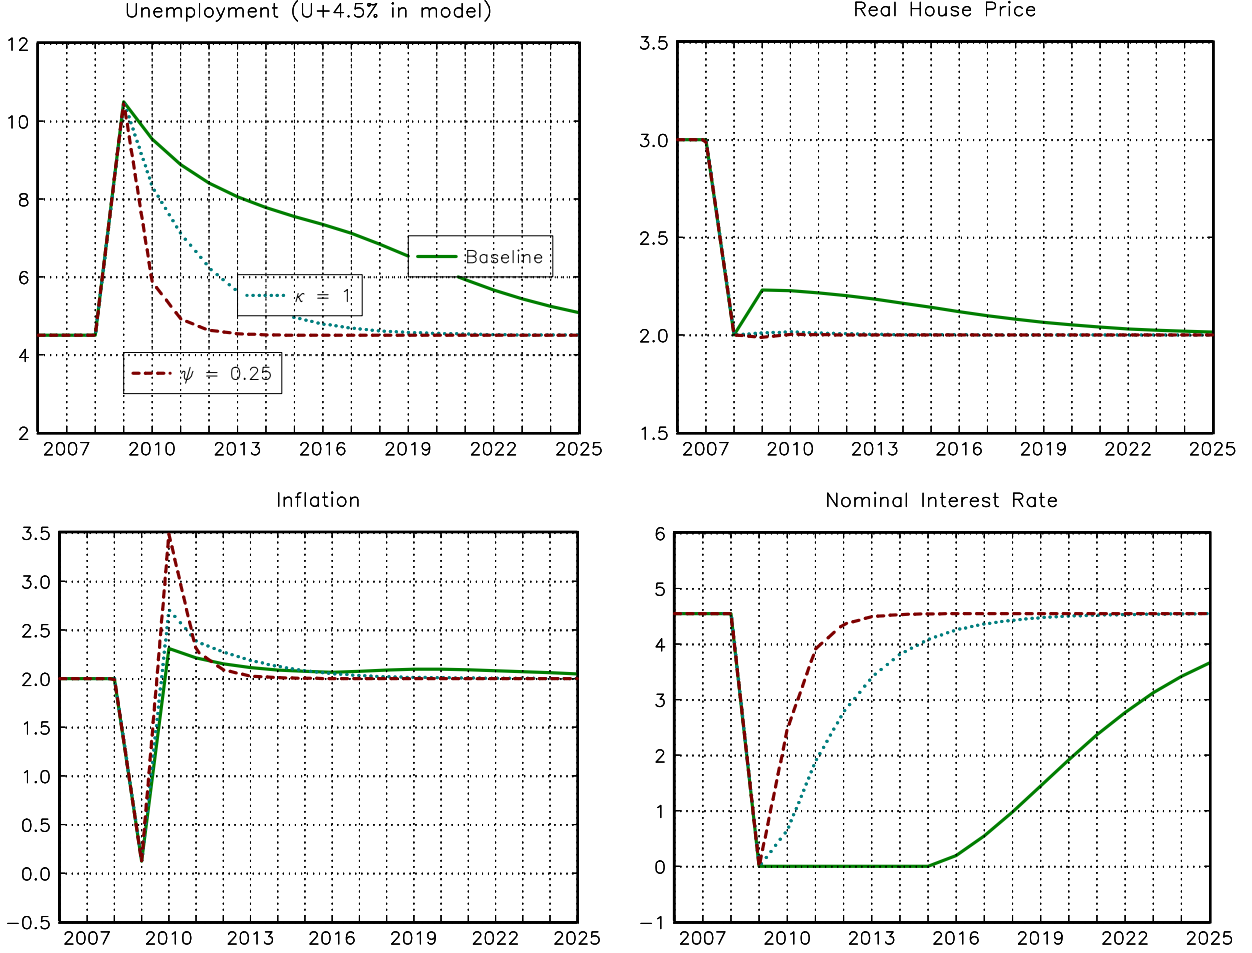 Unemployment (U+4.5% in model)
12
10
8
6
4
2
2007 2010 2013 2016 2019 2022 2025
Baseline
κ = 1
ψ = 0.25
Real House Price
3.5
3.0
2.5
2.0
1.5
2007 2010 2013 2016 2019 2022 2025
Inflation
3.5
3.0
2.5
2.0
1.5
1.0
0.5
0.0
−0.5
2007 2010 2013 2016 2019 2022 2025
Nominal Interest Rate
6
5
4
3
2
1
0
−1
2007 2010 2013 2016 2019 2022 2025